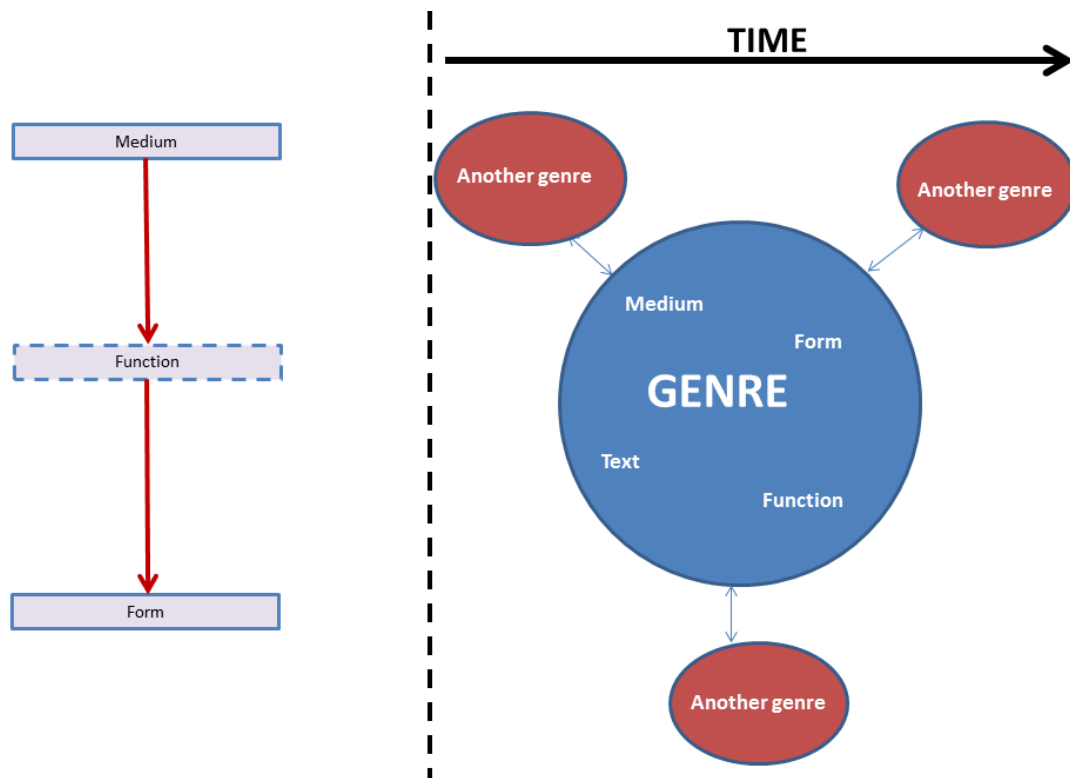 Medium
Function
Form
TIME
Another genre
Another genre
Medium
Form
GENRE
Text
Function
Another genre